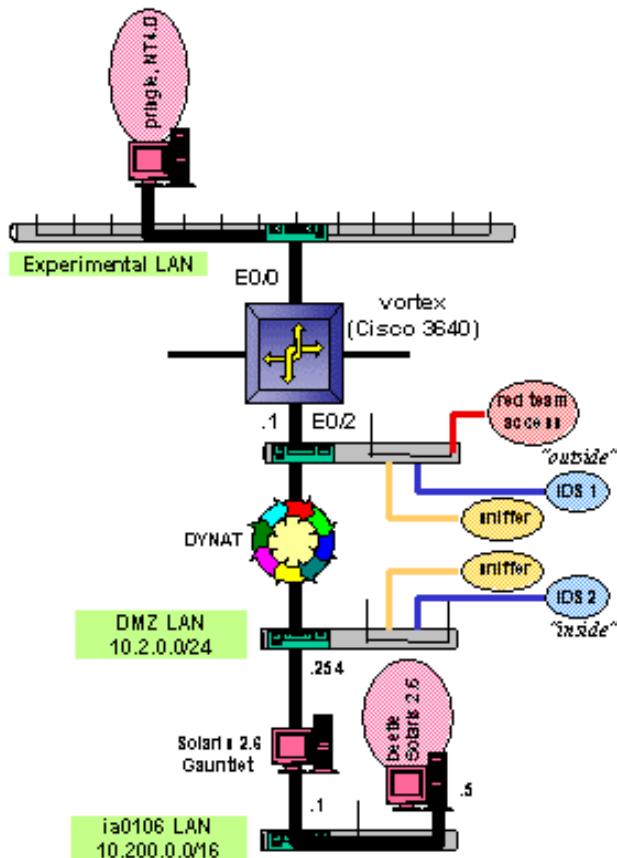 pringle, NT4.0
Experimental LAN
E0/0
vortex
(Cisco 3640)
.1
E0/2
red team
access
"outside"
IDS 1
sniffer
DYNAT
sniffer
IDS 2
"inside"
DMZ LAN
10.2.0.0/24
.254
beetle
Solaris 2.6
Solaris 2.6
Gauntlet
.5
.1
ia0106 LAN
10.200.0.0/16